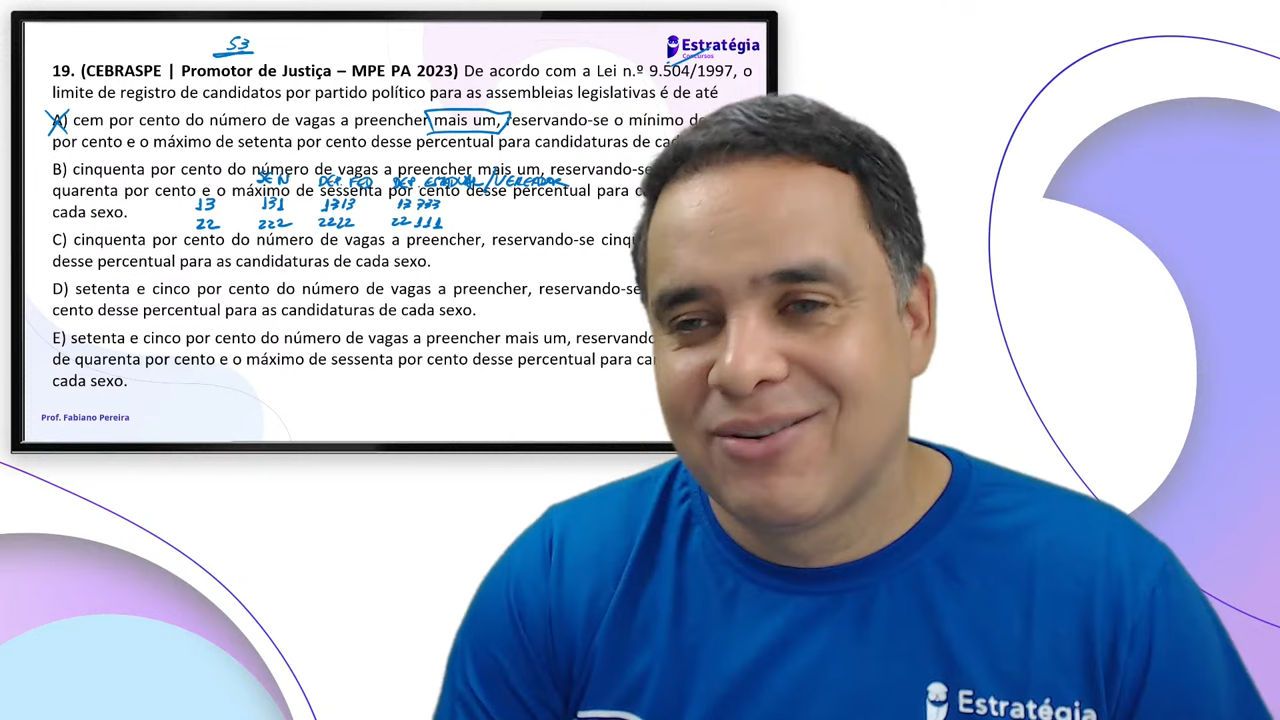 53
Estratégia
Concursos
19. (CEBRASPE | Promotor de Justiça – MPE PA 2023) De acordo com a Lei n.º 9.504/1997, o
limite de registro de candidatos por partido político para as assembleias legislativas é de até
A) cem por cento do número de vagas a preencher mais um, reservando-se o mínimo
por cento e o máximo de setenta por cento desse percentual para candidaturas de
B) cinquenta por cento do número de vagas a preencher mais um, reservando-se
SEN DEP. FED DEP. ESTADUAL/VEREADOR
quarenta por cento e o máximo de sessenta por cento desse percentual para
13 131 1313 13 333
cada sexo.
22 222 2222 22 111
C) cinquenta por cento do número de vagas a preencher, reservando-se
desse percentual para as candidaturas de cada sexo.
D) setenta e cinco por cento do número de vagas a preencher, reservando-se
cento desse percentual para as candidaturas de cada sexo.
E) setenta e cinco por cento do número de vagas a preencher mais um,
de quarenta por cento e o máximo de sessenta por cento desse percentual para
cada sexo.
Prof. Fabiano Pereira
Estratégia